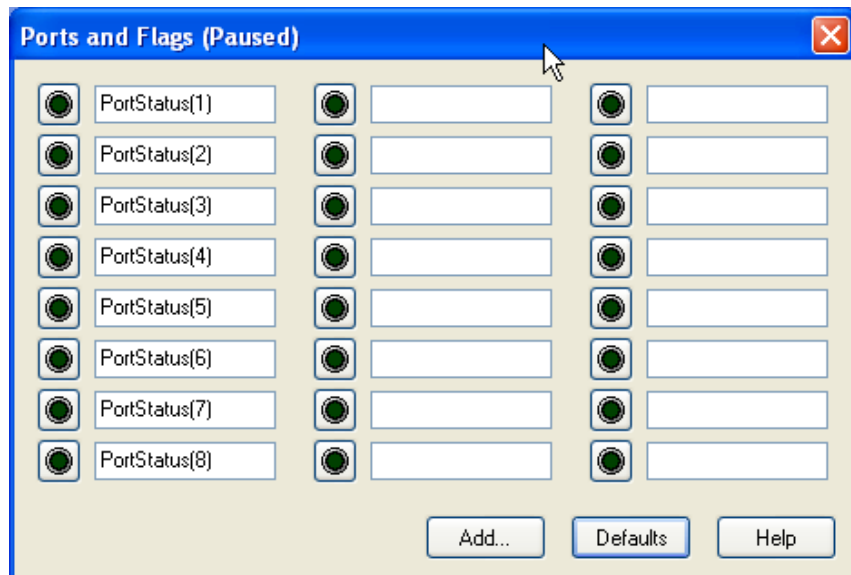 Ports and Flags (Paused)
PortStatus(1)
PortStatus(2)
PortStatus(3)
PortStatus(4)
PortStatus(5)
PortStatus(6)
PortStatus(7)
PortStatus(8)
Add... Defaults Help